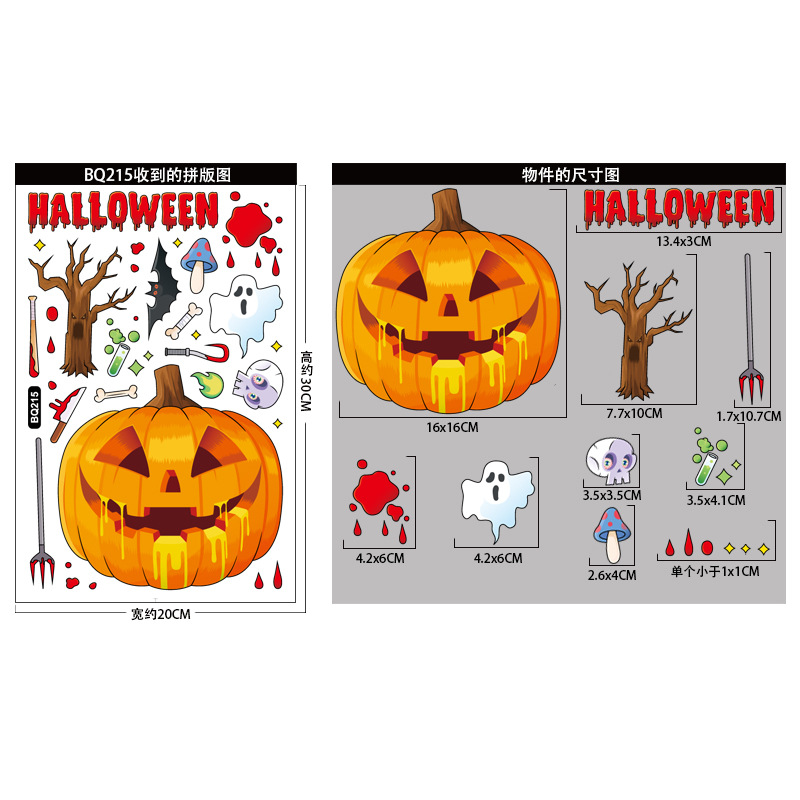 BQ215收到的拼版图
HALLOWEEN
BQ215
高约30CM
宽约20CM
物件的尺寸图
HALLOWEEN
13.4x3CM
16x16CM
7.7x10CM
1.7x10.7CM
4.2x6CM
4.2x6CM
3.5x3.5CM
3.5x4.1CM
2.6x4CM
单个小于1x1CM